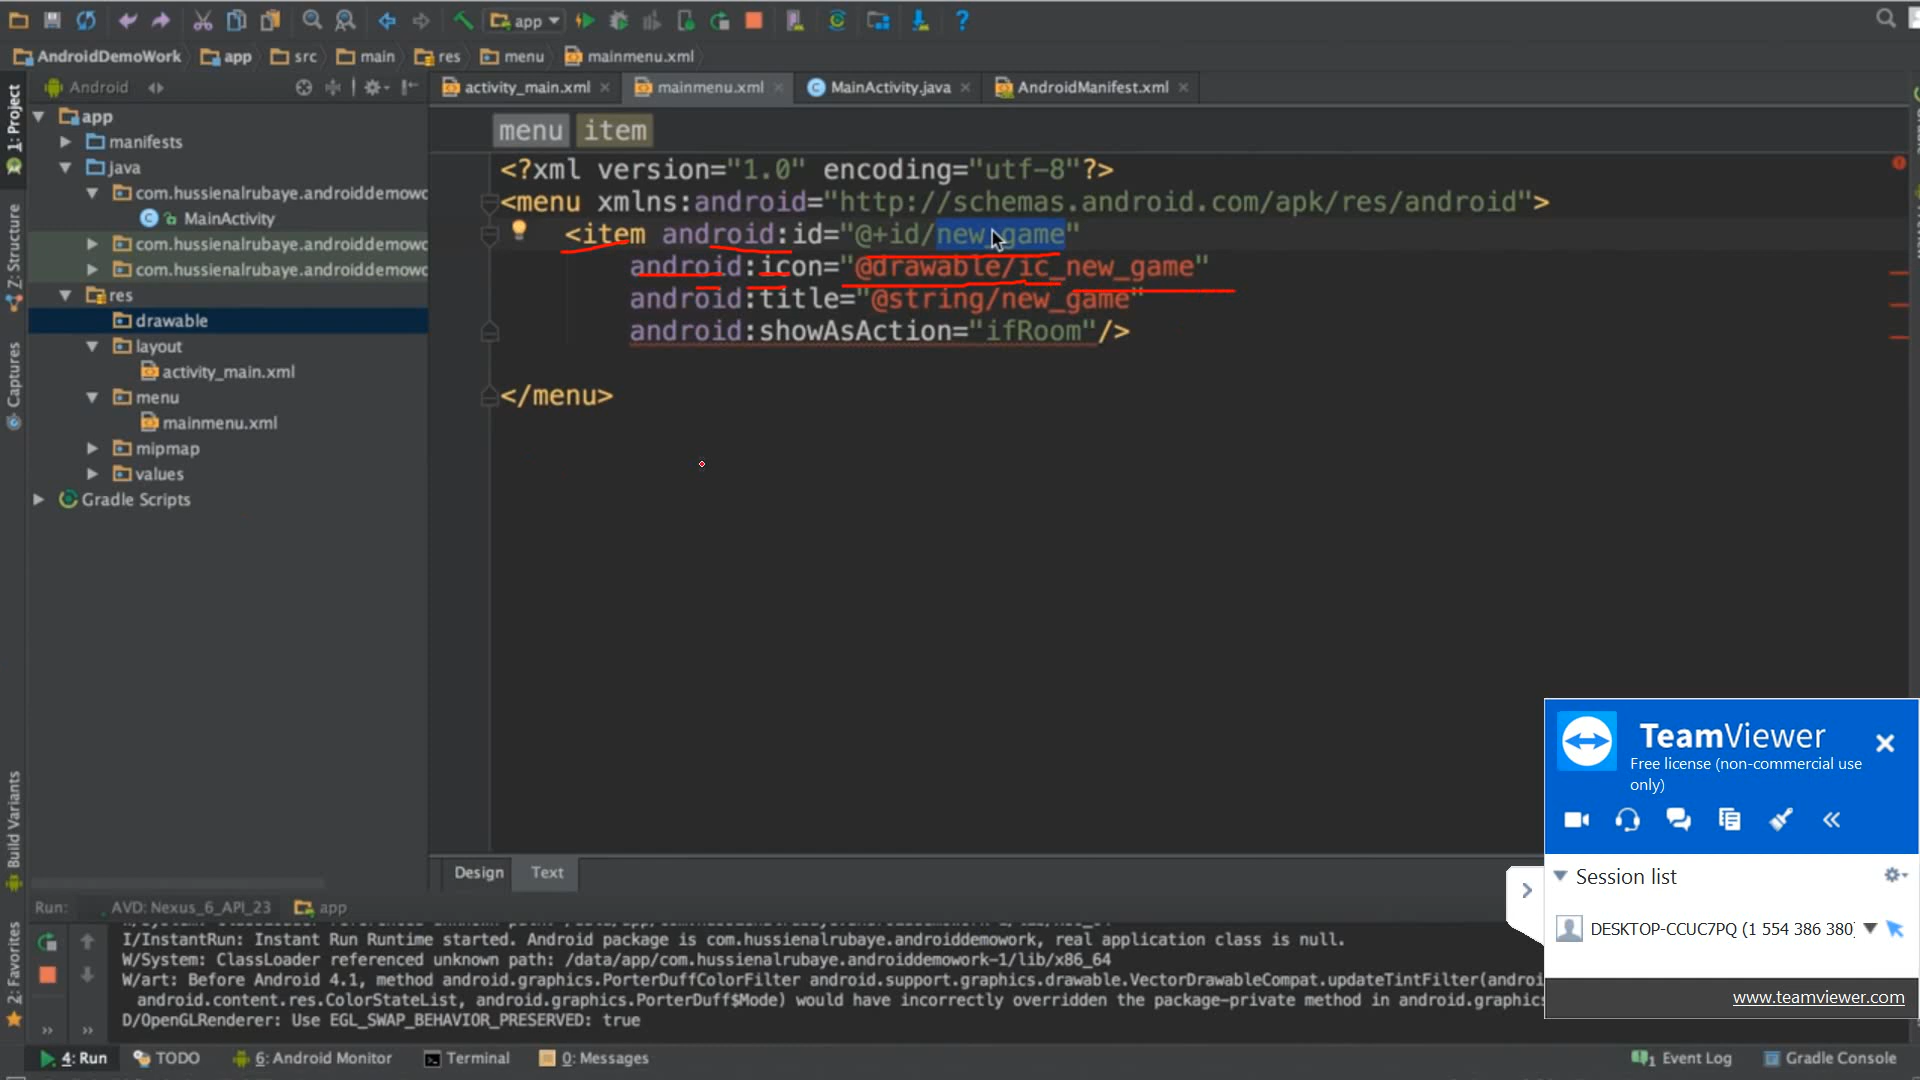 app
AndroidDemoWork
app
src
main
res
menu
mainmenu.xml
Android
activity_main.xml
mainmenu.xml
MainActivity.java
AndroidManifest.xml
1: Project
Z: Structure
Captures
Build Variants
2: Favorites
app
manifests
java
com.hussienalrubaye.androiddemowo
MainActivity
com.hussienalrubaye.androiddemowo
com.hussienalrubaye.androiddemowo
res
drawable
layout
activity_main.xml
menu
mainmenu.xml
mipmap
values
Gradle Scripts
menu item
<?xml version="1.0" encoding="utf-8"?>
<menu xmlns:android="http://schemas.android.com/apk/res/android">
<item android:id="@+id/new_game"
android:icon="@drawable/ic_new_game"
android:title="@string/new_game"
android:showAsAction="ifRoom"/>
</menu>
Design
Text
Run:
AVD: Nexus_6_API_23
app
I/InstantRun: Instant Run Runtime started. Android package is com.hussienalrubaye.androiddemowork, real application class is null.
W/System: ClassLoader referenced unknown path: /data/app/com.hussienalrubaye.androiddemowork-1/lib/x86_64
W/art: Before Android 4.1, method android.graphics.PorterDuffColorFilter android.support.graphics.drawable.VectorDrawableCompat.updateTintFilter(androi
android.content.res.ColorStateList, android.graphics.PorterDuff$Mode) would have incorrectly overridden the package-private method in android.graphics
D/OpenGLRenderer: Use EGL_SWAP_BEHAVIOR_PRESERVED: true
4: Run
TODO
6: Android Monitor
Terminal
0: Messages
1 Event Log
Gradle Console
TeamViewer
Free license (non-commercial use
only)
Session list
DESKTOP-CCUC7PQ (1 554 386 380)
www.teamviewer.com